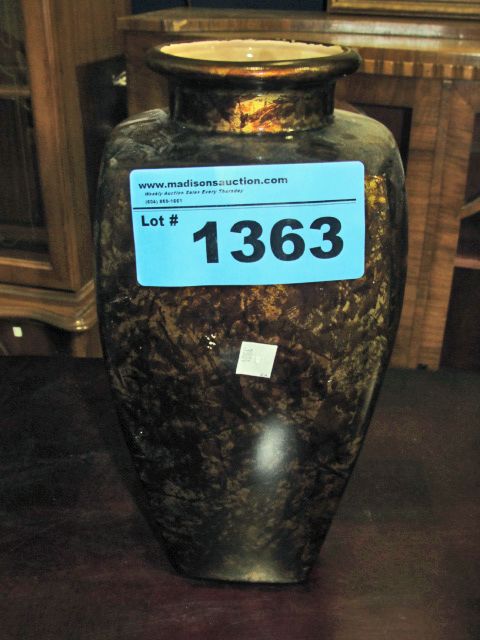 www.madisonsauction.com
Weekly Auction Sales Every Thursday
Lot #
1363